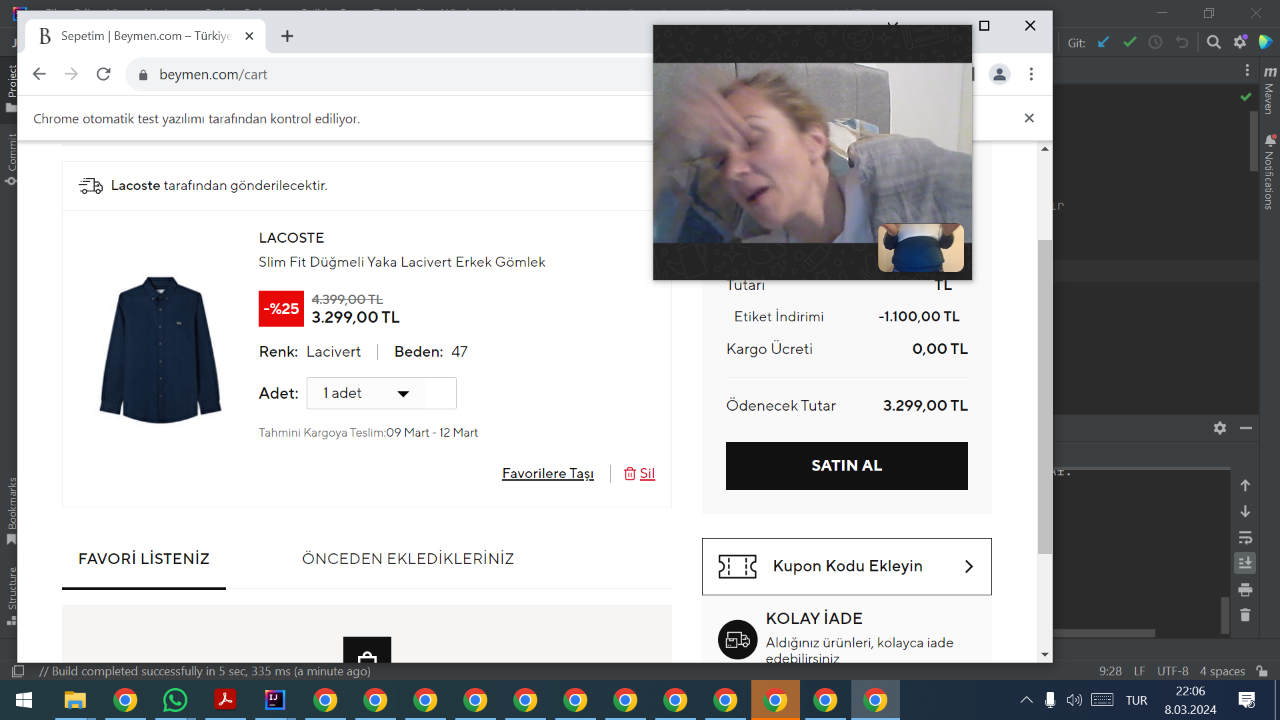 Sepetim | Beymen.com – Türkiye
beymen.com/cart
Git:
Chrome otomatik test yazılımı tarafından kontrol ediliyor.
Project
Commit
Bookmarks
Structure
Maven
Notifications
Lacoste tarafından gönderilecektir.
LACOSTE
Slim Fit Düğmeli Yaka Lacivert Erkek Gömlek
-%25
4.399,00 TL
3.299,00 TL
Renk: Lacivert
Beden: 47
Adet: 1 adet
Tahmini Kargoya Teslim:09 Mart - 12 Mart
Favorilere Taşı
Sil
Tutarı TL
Etiket İndirimi -1.100,00 TL
Kargo Ücreti 0,00 TL
Ödenecek Tutar 3.299,00 TL
SATIN AL
FAVORİ LİSTENİZ
ÖNCEDEN EKLEDİKLERİNİZ
Kupon Kodu Ekleyin
KOLAY İADE
Aldığınız ürünleri, kolayca iade
edebilirsiniz
// Build completed successfully in 5 sec, 335 ms (a minute ago)
9:28 LF UTF-8 4 spaces
TUR
22:06
8.03.2024